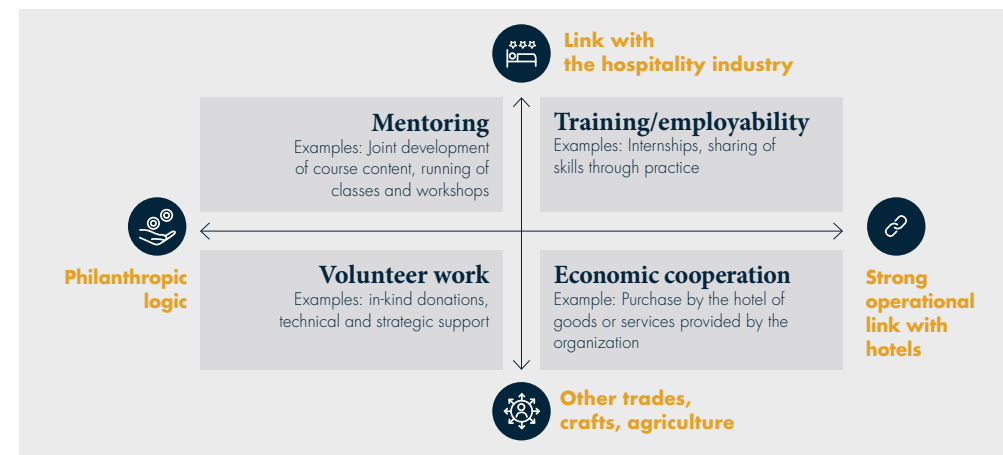 Link with
the hospitality industry
Mentoring
Examples: Joint development
of course content, running of
classes and workshops
Training/employability
Examples: Internships, sharing of
skills through practice
Philanthropic
logic
Strong
operational
link with
hotels
Volunteer work
Examples: in-kind donations,
technical and strategic support
Economic cooperation
Example: Purchase by the hotel of
goods or services provided by the
organization
Other trades,
crafts, agriculture